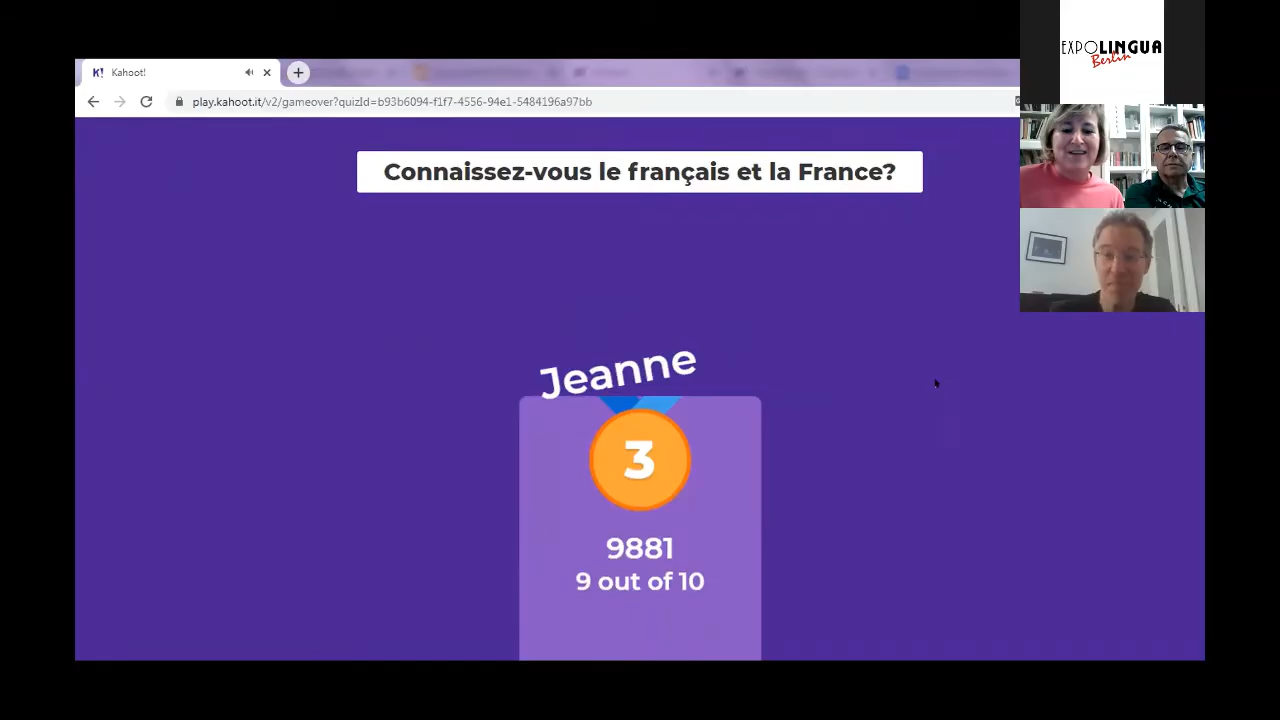 Kahoot!
play.kahoot.it/v2/gameover?quizId=b93b6094-f1f7-4556-94e1-5484196a97bb
EXPOLINGUA
Berlin
Connaissez-vous le français et la France?
Jeanne
3
9881
9 out of 10